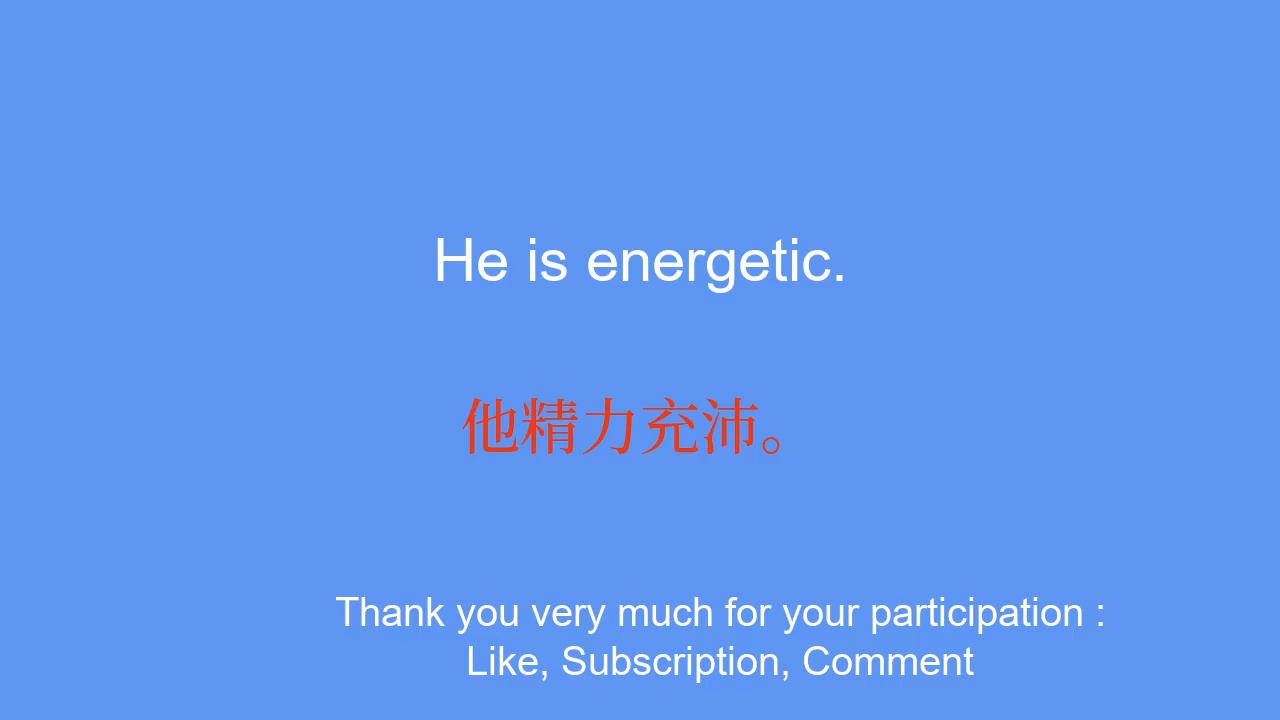 He is energetic.
他精力充沛。
Thank you very much for your participation :
Like, Subscription, Comment